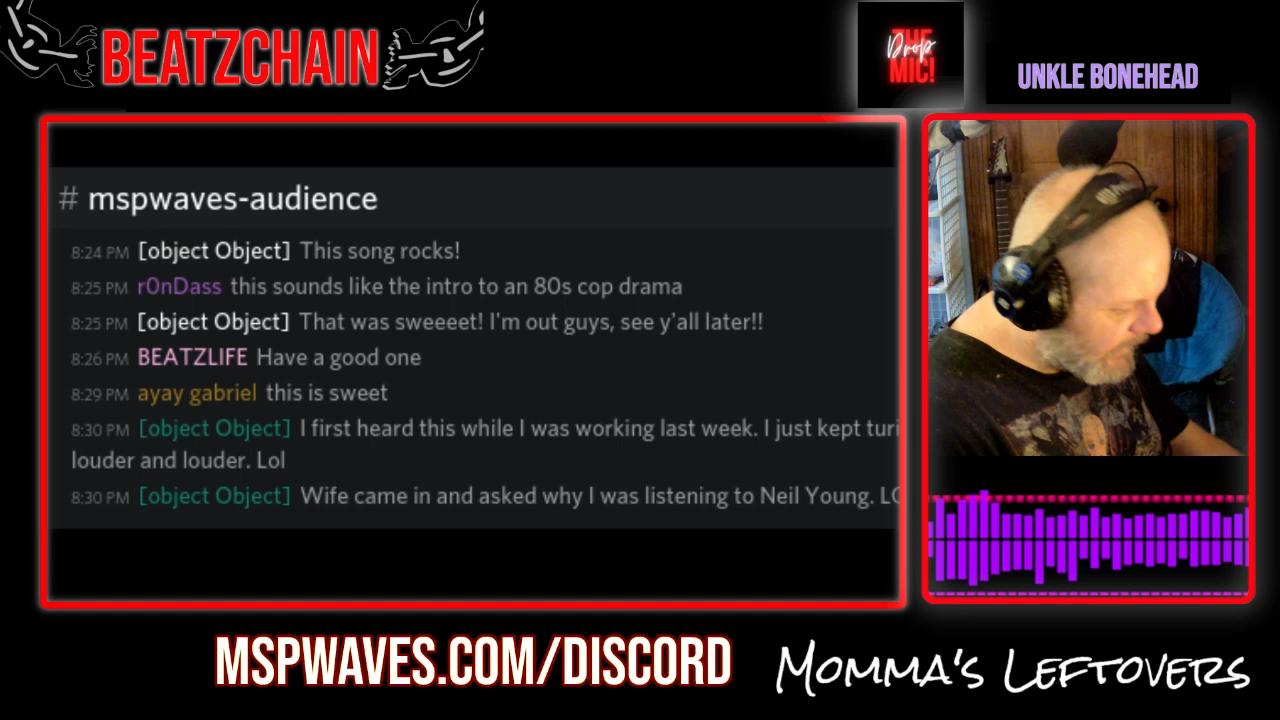 BEATZCHAIN
THE
Drop
MIC!
UNKLE BONEHEAD
# mspwaves-audience
8:24 PM [object Object] This song rocks!
8:25 PM r0nDass this sounds like the intro to an 80s cop drama
8:25 PM [object Object] That was sweeeet! I'm out guys, see y'all later!!
8:26 PM BEATZLIFE Have a good one
8:29 PM ayay gabriel this is sweet
8:30 PM [object Object] I first heard this while I was working last week. I just kept turi
louder and louder. Lol
8:30 PM [object Object] Wife came in and asked why I was listening to Neil Young. LO
MSPWAVES.COM/DISCORD
MOMMA'S LEFTOVERS